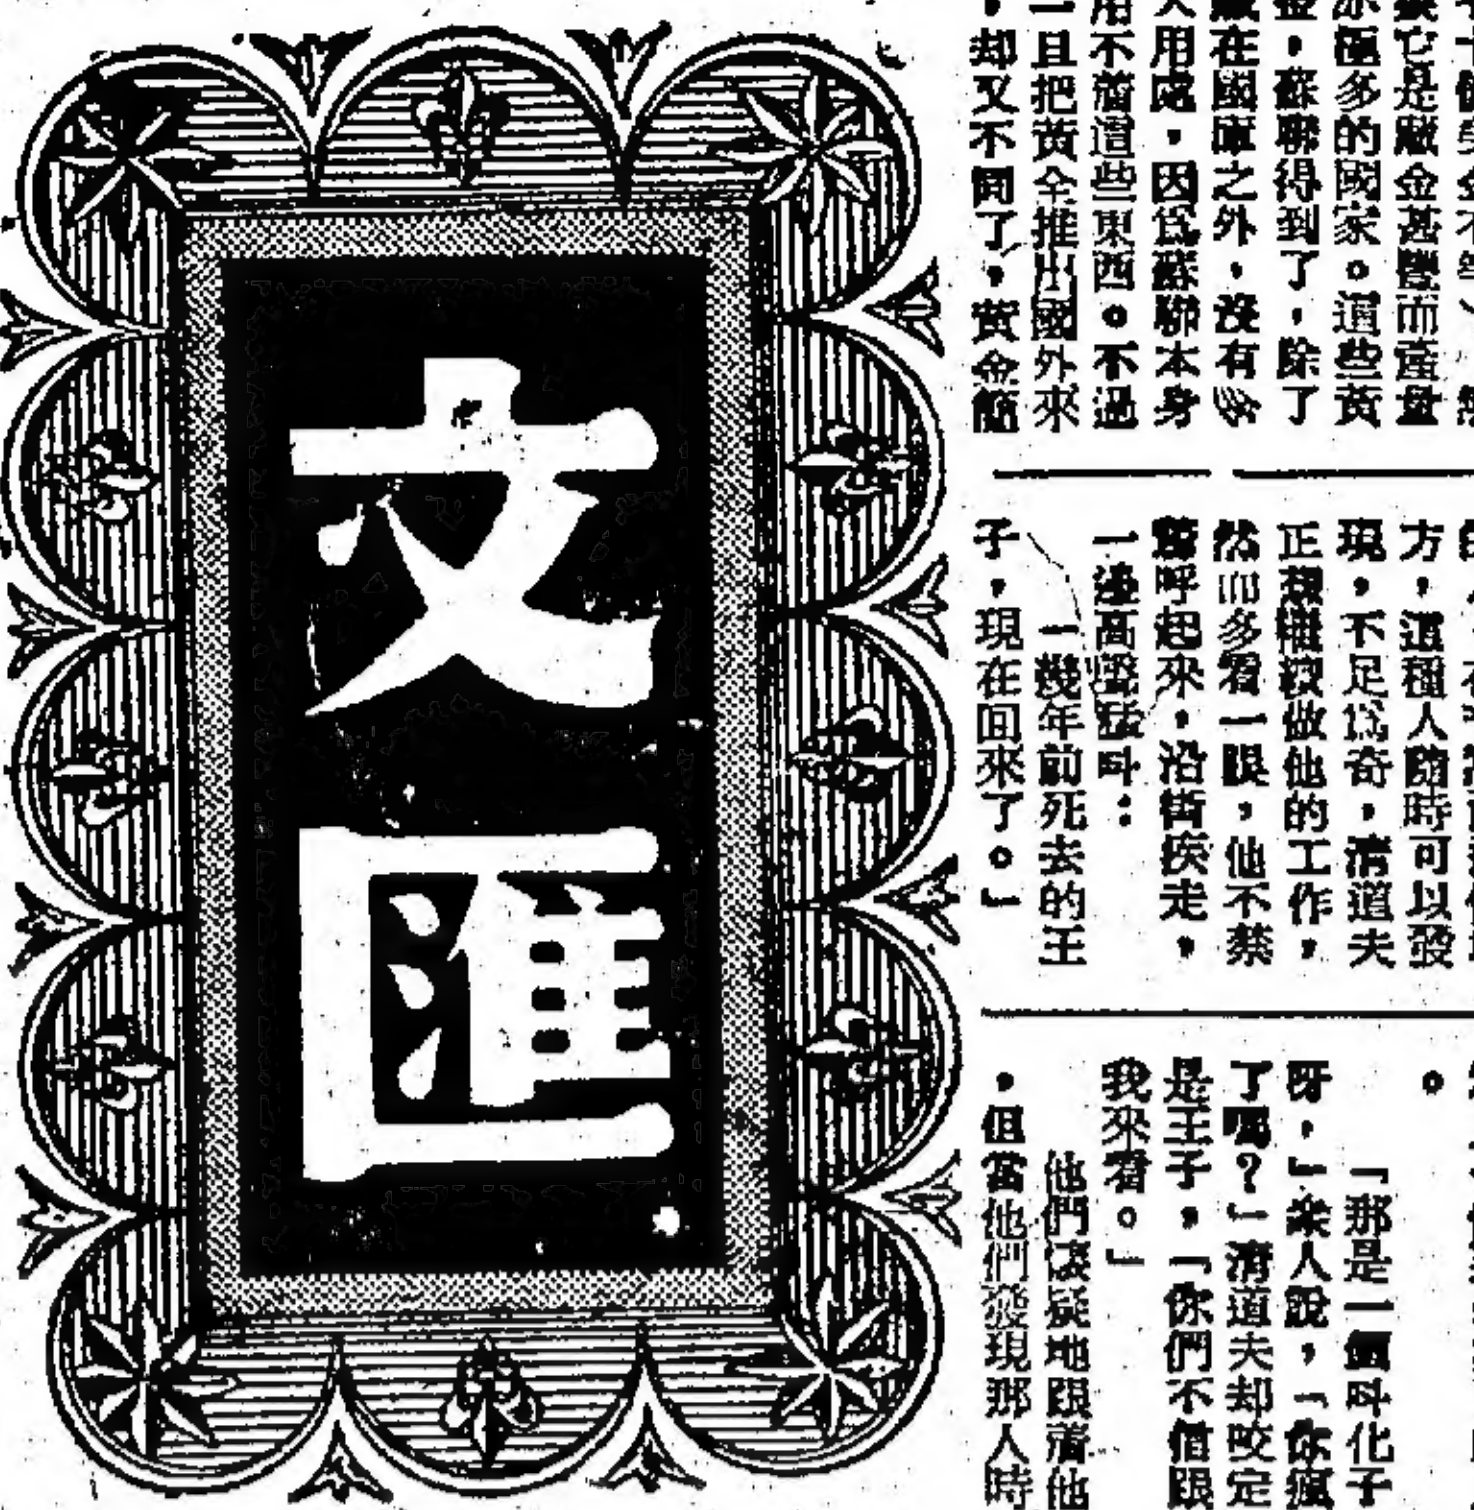 缺它是廠金甚豐而產量
亦極多的國家。這些黃
金,蘇聯得到了,除了
藏在國庫之外,沒有
大用處,因爲蘇聯本身
用不着這些東西。不過
一旦把黃金推出國外來
,却又不同了,黃金
方,這種人隨時可以發
現,不足爲奇,清道夫
正想繼續做他的工作,
然而多看一眼,他不禁
驚呼起來,沿街疾走,
一邊高聲猛叫:
一幾年前死去的王
子,現在回來了。」
「那是一個叫化子
呀,」衆人說,「你瘋
了嗎?」清道夫却咬定
是王子,「你們不信跟
我來看。」
他們懷疑地跟着他
,但當他們發現那人時
文匯